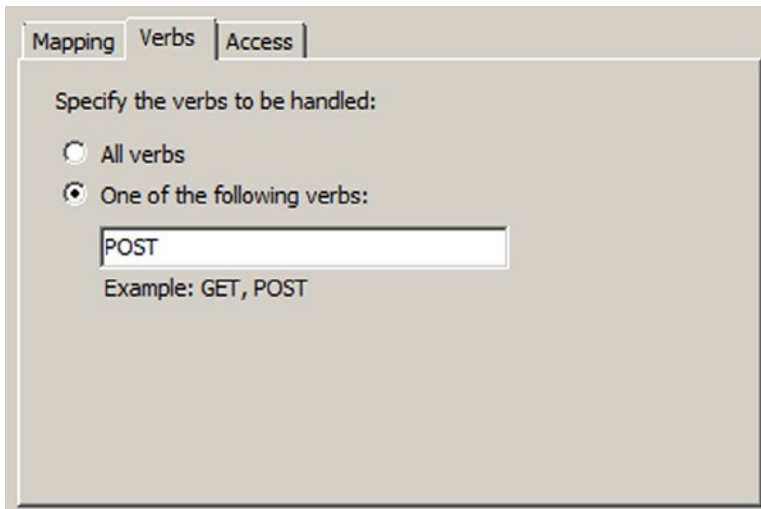 Mapping Verbs Access
Specify the verbs to be handled:
All verbs
One of the following verbs:
POST
Example: GET, POST